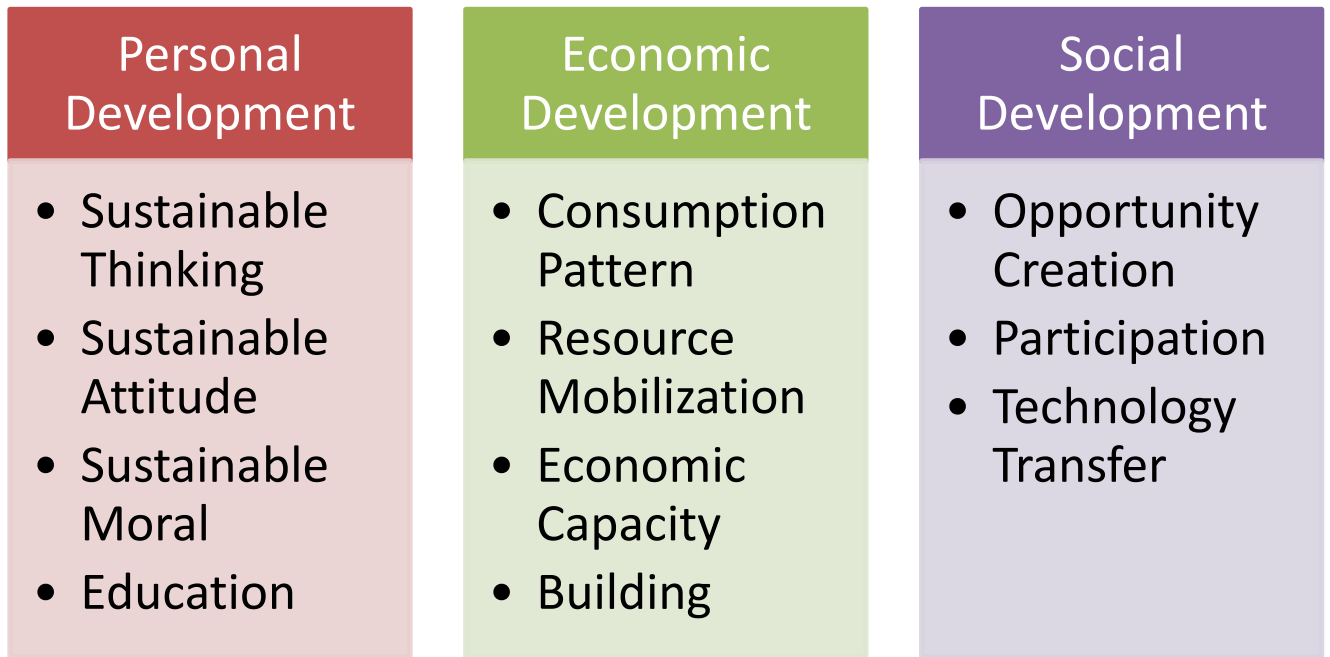 Personal
Development
• Sustainable
Thinking
• Sustainable
Attitude
• Sustainable
Moral
• Education
Economic
Development
• Consumption
Pattern
• Resource
Mobilization
• Economic
Capacity
• Building
Social
Development
• Opportunity
Creation
• Participation
• Technology
Transfer